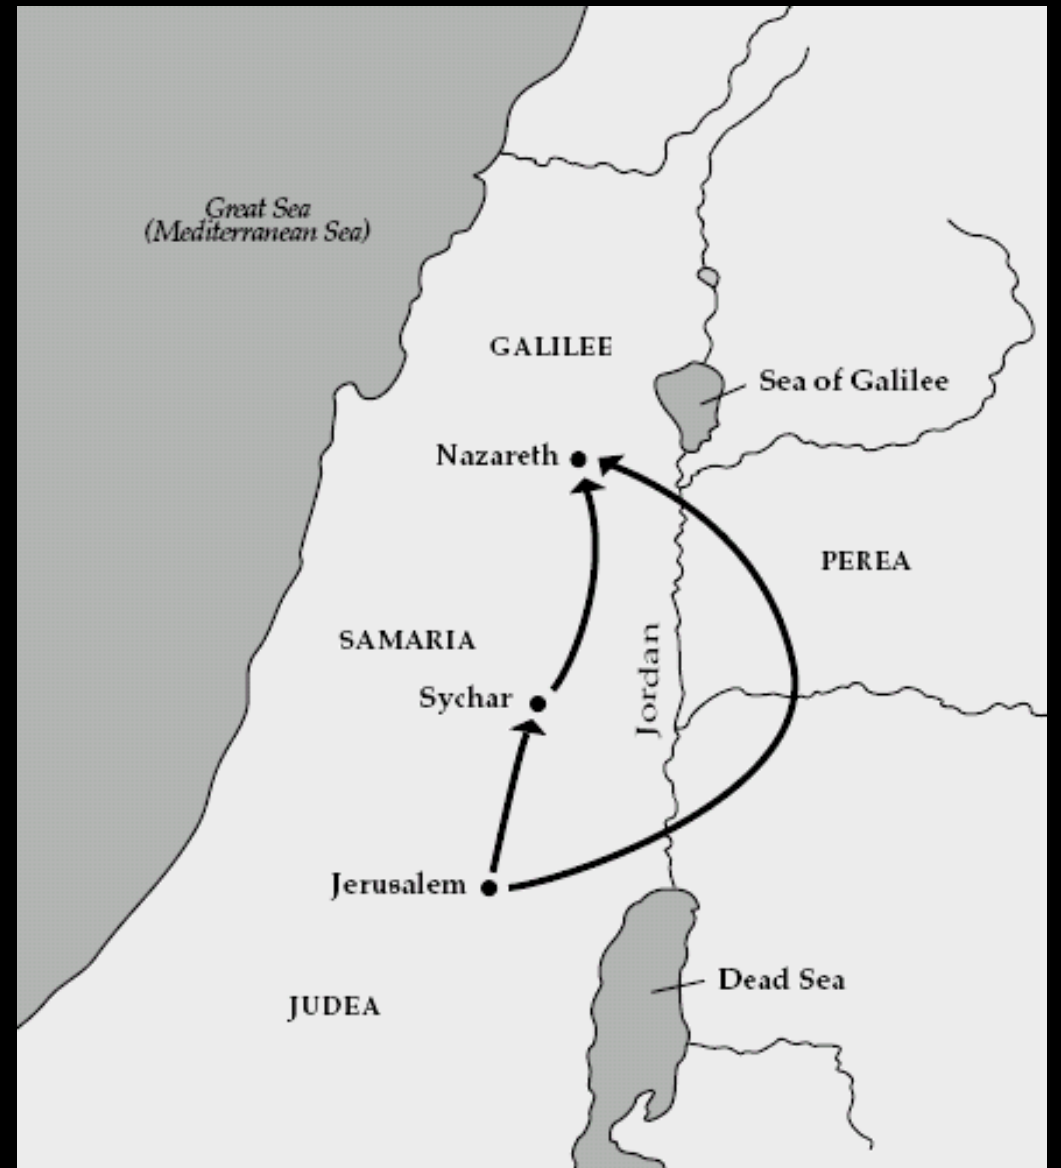 Great Sea
(Mediterranean Sea)
GALILEE
Sea of Galilee
Nazareth
PEREA
SAMARIA
Jordan
Sychar
Jerusalem
Dead Sea
JUDEA